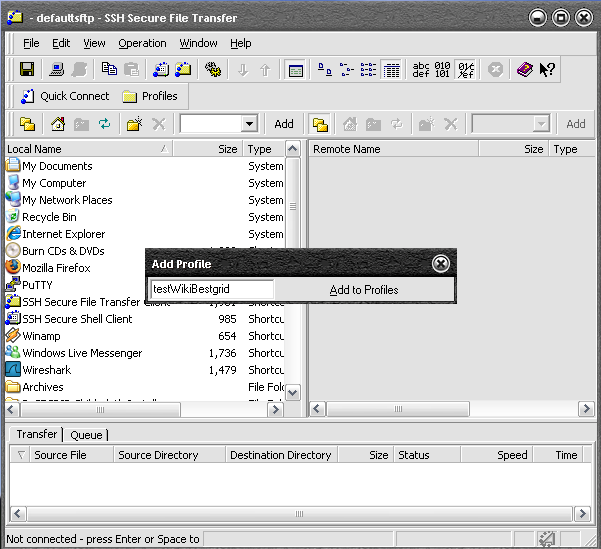 - defaultsftp - SSH Secure File Transfer
File Edit View Operation Window Help
abc 010 01¢
def 101 ¶ef
Quick Connect Profiles
Add Add
Local Name Size Type Remote Name Size Type
My Documents System
My Computer System
My Network Places System
Recycle Bin System
Internet Explorer System
Burn CDs & DVDs
Mozilla Firefox
PuTTY
Add Profile
testWikiBestgrid Add to Profiles
SSH Secure File Transfer Client 1,981 Shortcu
SSH Secure Shell Client 985 Shortcu
Winamp 654 Shortcu
Windows Live Messenger 1,736 Shortcu
Wireshark 1,479 Shortcu
Archives File Fold
Transfer Queue
Source File Source Directory Destination Directory Size Status Speed Time
Not connected - press Enter or Space to